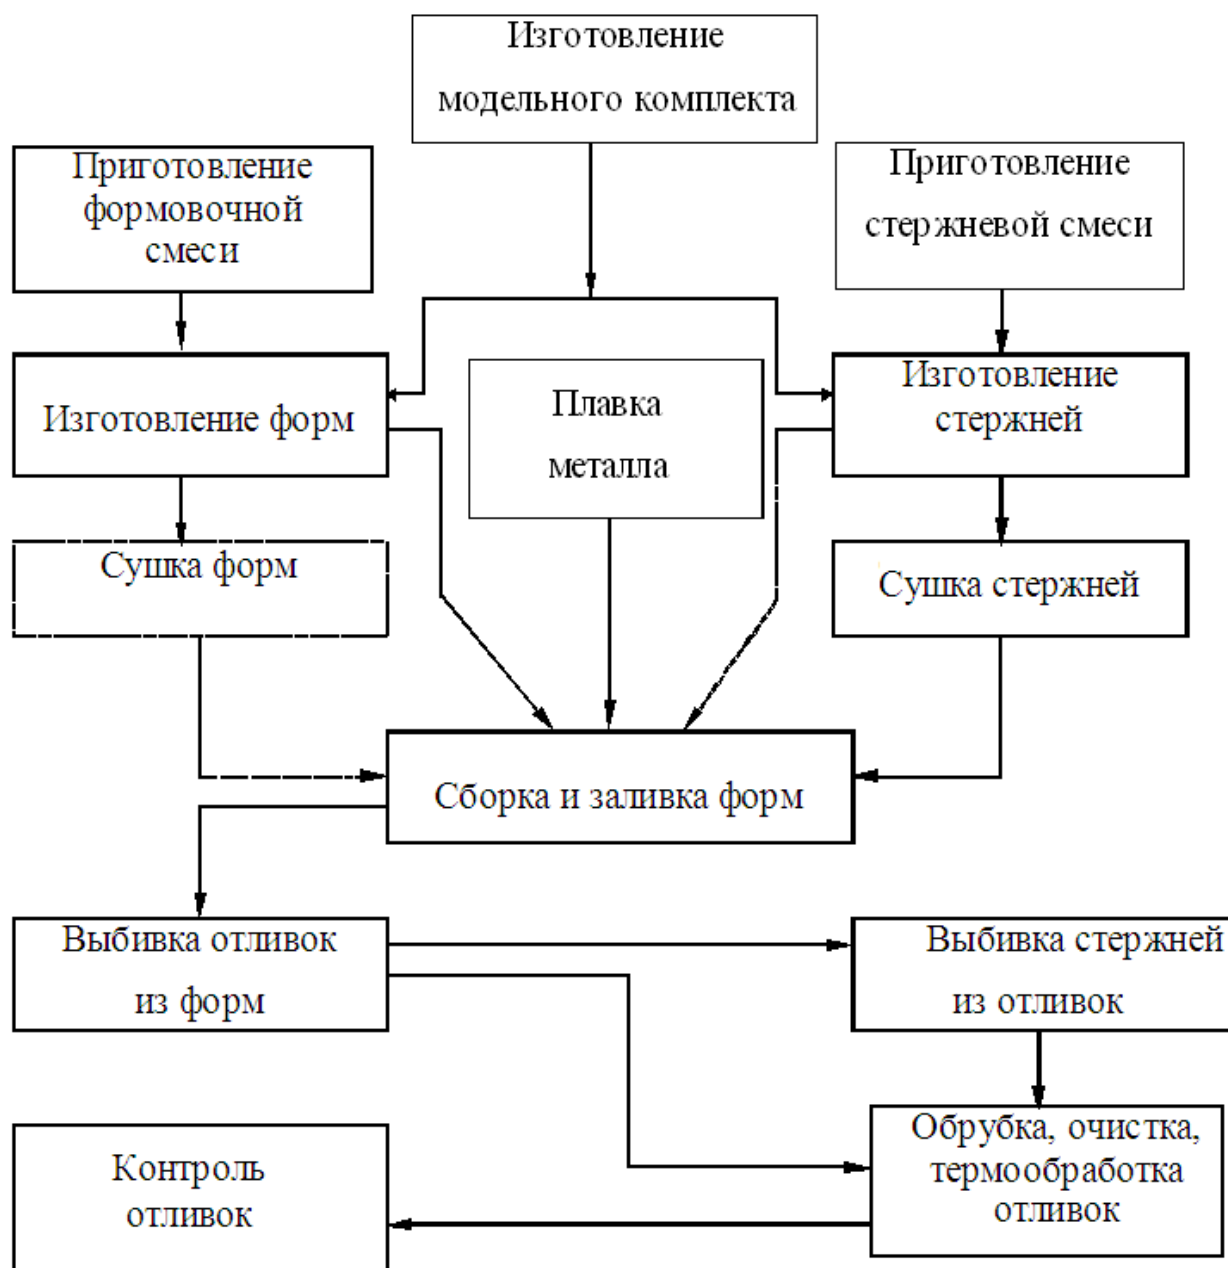 Изготовление
модельного комплекта
Приготовление
формовочной
смеси
Приготовление
стержневой смеси
Изготовление форм
Плавка
металла
Изготовление
стержней
Сушка форм
Сушка стержней
Сборка и заливка форм
Выбивка отливок
из форм
Выбивка стержней
из отливок
Контроль
отливок
Обрубка, очистка,
термообработка
отливок